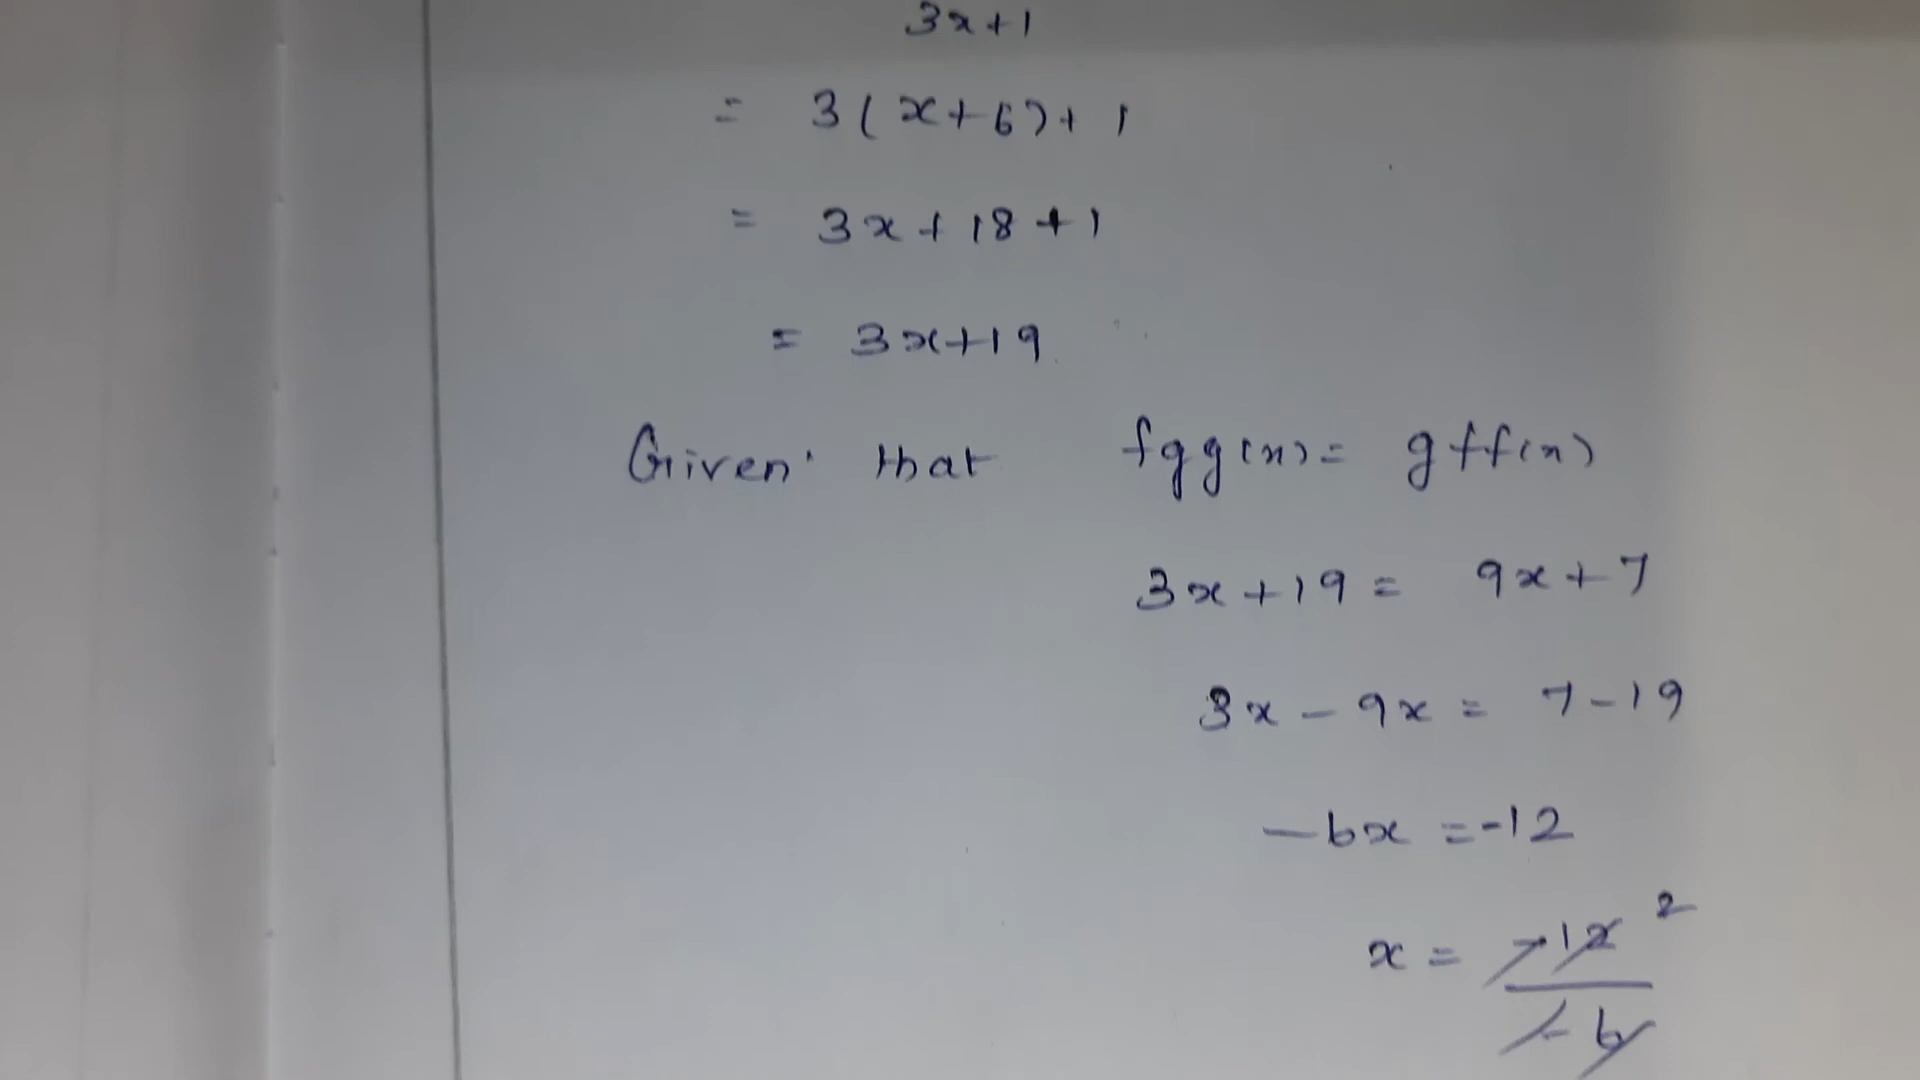 3x+1
= 3(x+6)+1
= 3x+18+1
= 3x+19
Given that fgg(x)= gff(x)
3x+19= 9x+7
3x-9x= 7-19
-6x =-12
x = -12 2
-6